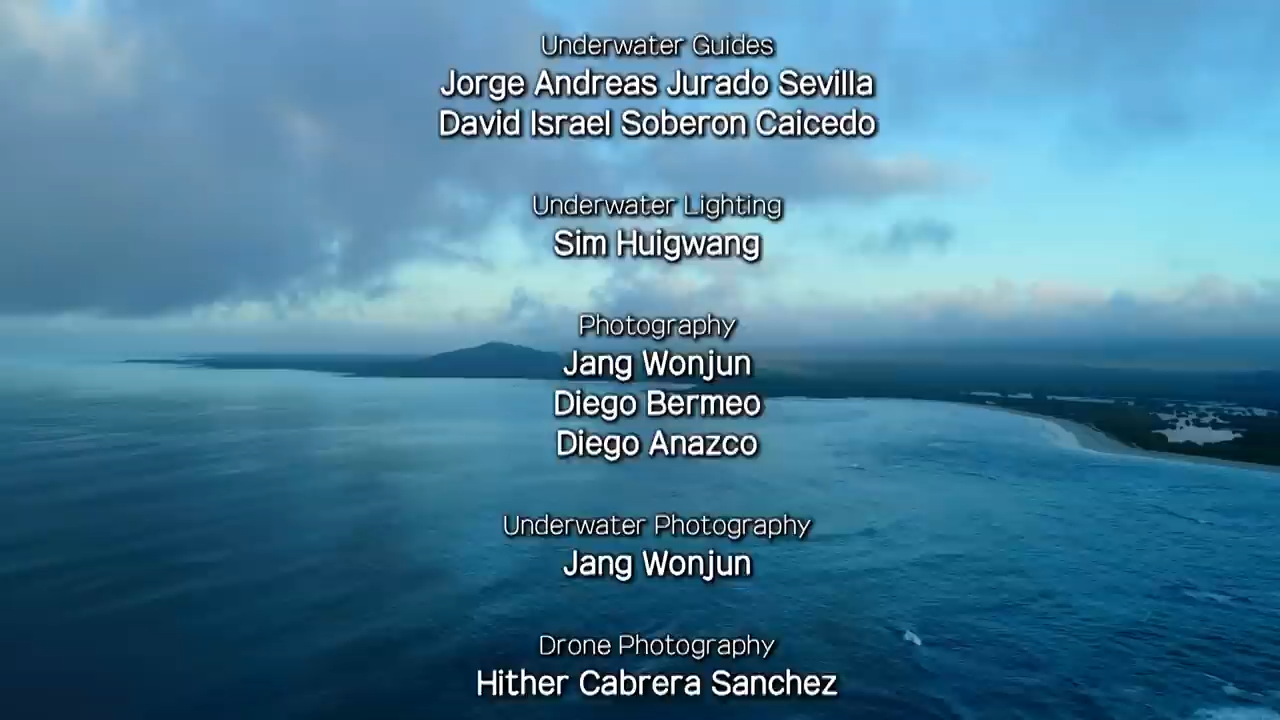 Underwater Guides
Jorge Andreas Jurado Sevilla
David Israel Soberon Caicedo
Underwater Lighting
Sim Huigwang
Photography
Jang Wonjun
Diego Bermeo
Diego Anazco
Underwater Photography
Jang Wonjun
Drone Photography
Hither Cabrera Sanchez